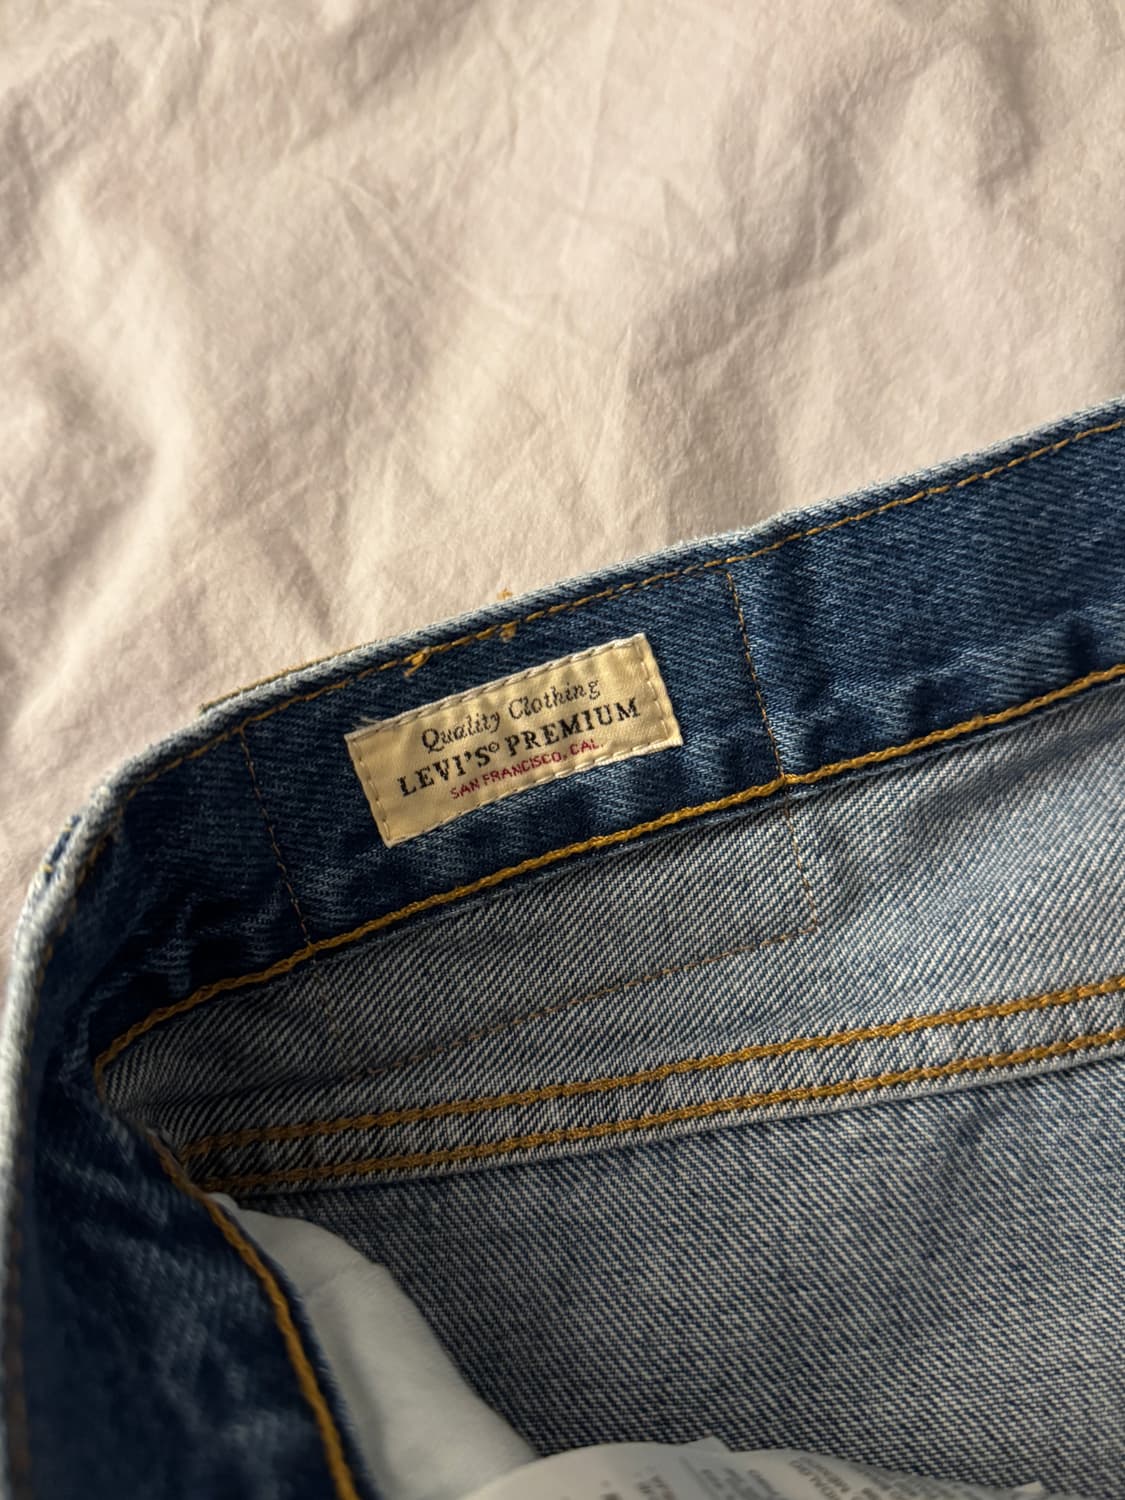 Quality Clothing
LEVI'S® PREMIUM
SAN FRANCISCO, CAL.